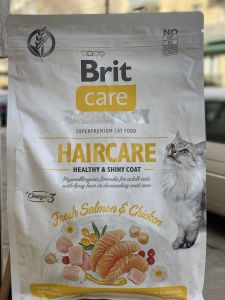 NO
Brit
care
SUPERPREMIUM CAT FOOD
HAIRCARE
HEALTHY & SHINY COAT
Hypoallergenic formula for adult cats
with long hair or demanding coat care
Omega-3
Fresh Salmon & Chicken